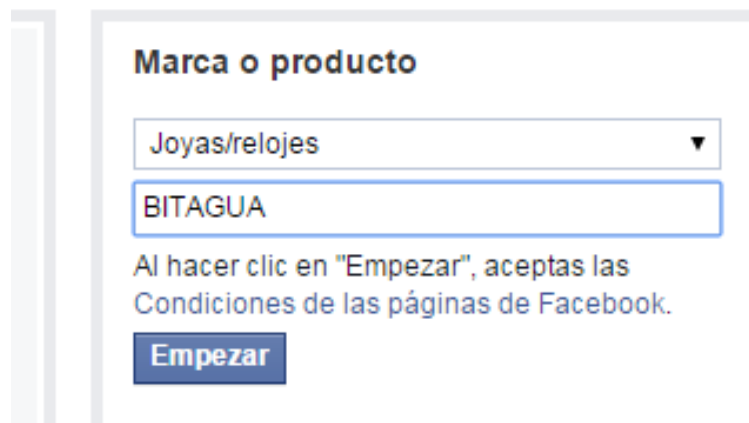 Marca o producto
Joyas/relojes
BITAGUA
Al hacer clic en "Empezar", aceptas las
Condiciones de las páginas de Facebook.
Empezar